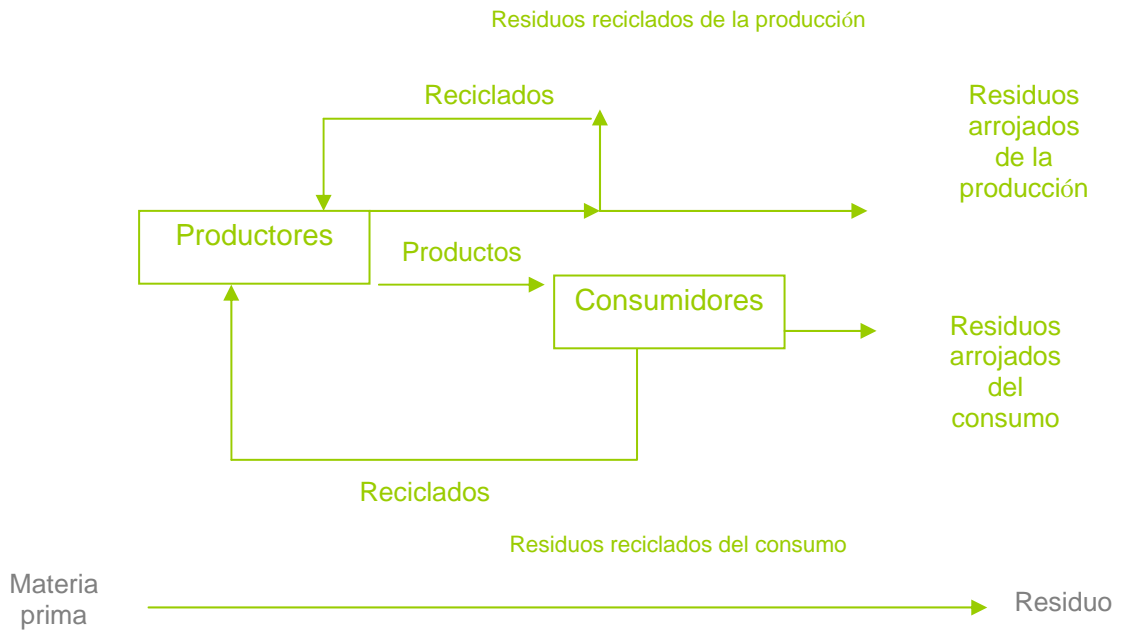 Residuos reciclados de la producción
Reciclados
Residuos
arrojados
de la
producción
Productores
Productos
Consumidores
Residuos
arrojados
del
consumo
Reciclados
Residuos reciclados del consumo
Materia
prima
Residuo